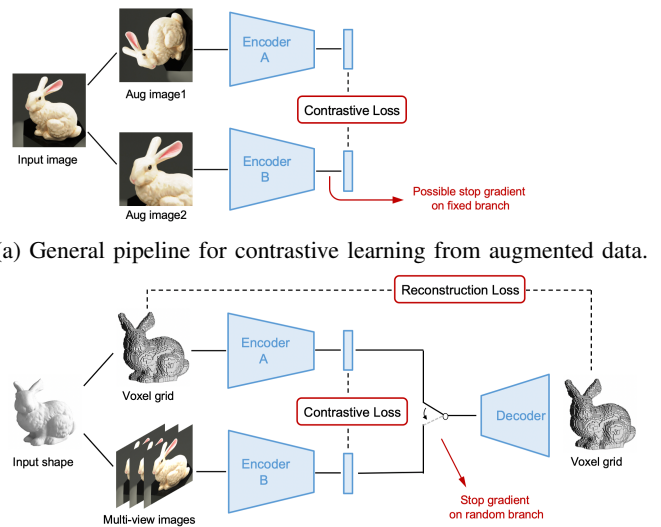 Input image
Aug image1
Aug image2
Encoder
A
Encoder
B
Contrastive Loss
Possible stop gradient
on fixed branch
a) General pipeline for contrastive learning from augmented data.
Reconstruction Loss
Input shape
Voxel grid
Multi-view images
Encoder
A
Encoder
B
Contrastive Loss
Decoder
Voxel grid
Stop gradient
on random branch